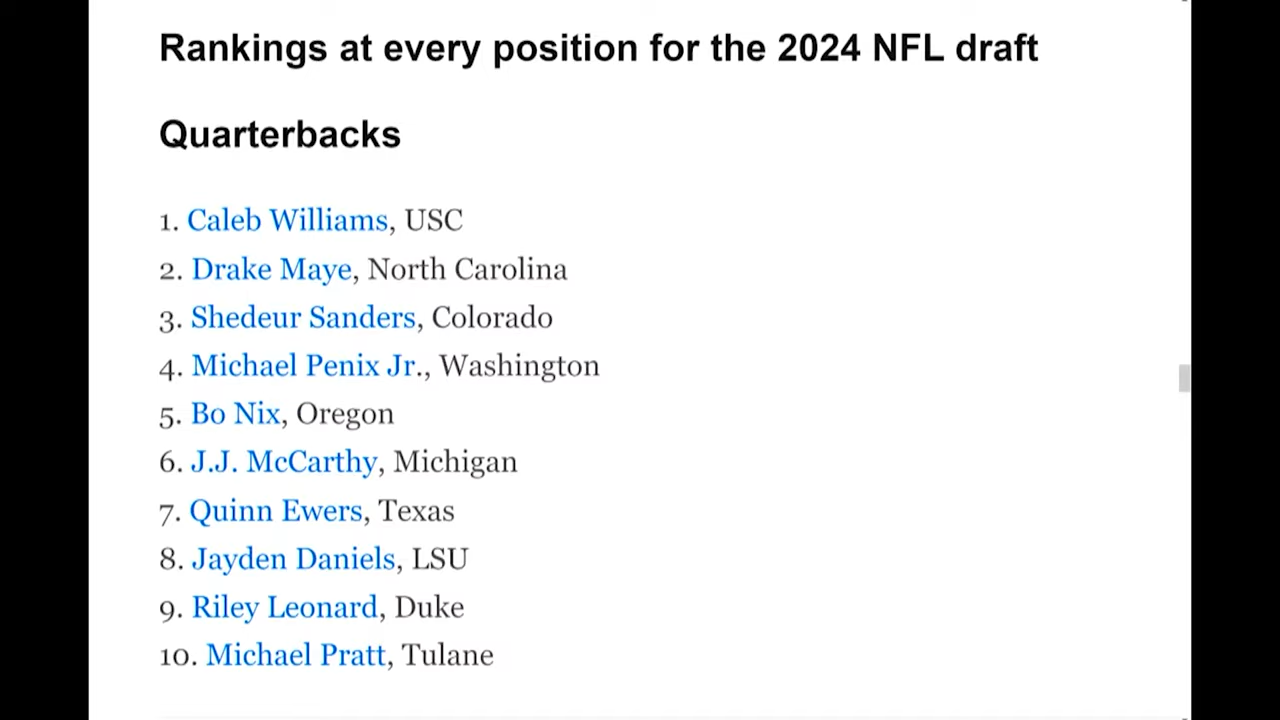 Rankings at every position for the 2024 NFL draft
Quarterbacks
1. Caleb Williams, USC
2. Drake Maye, North Carolina
3. Shedeur Sanders, Colorado
4. Michael Penix Jr., Washington
5. Bo Nix, Oregon
6. J.J. McCarthy, Michigan
7. Quinn Ewers, Texas
8. Jayden Daniels, LSU
9. Riley Leonard, Duke
10. Michael Pratt, Tulane